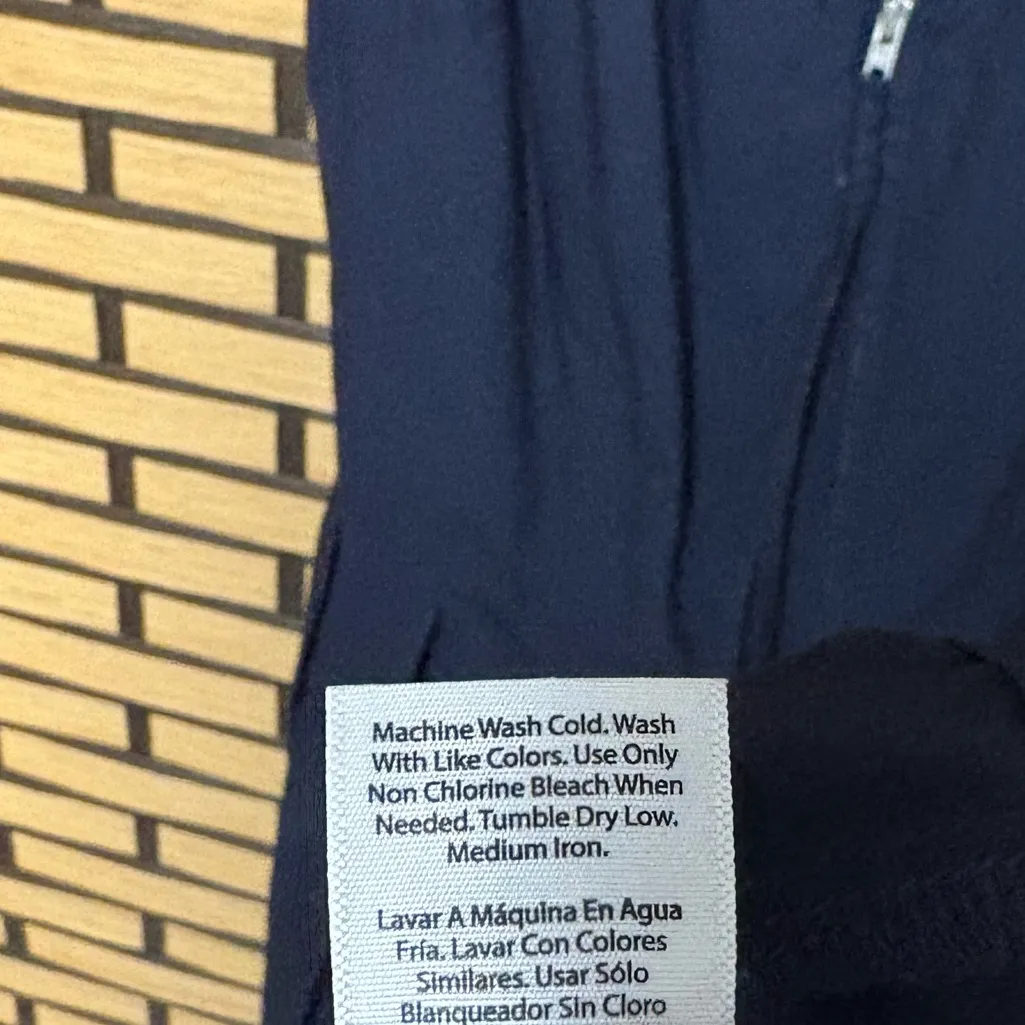 Machine Wash Cold. Wash
With Like Colors. Use Only
Non Chlorine Bleach When
Needed. Tumble Dry Low.
Medium Iron.
Lavar A Máquina En Agua
Fría. Lavar Con Colores
Similares. Usar Sólo
Blanqueador Sin Cloro